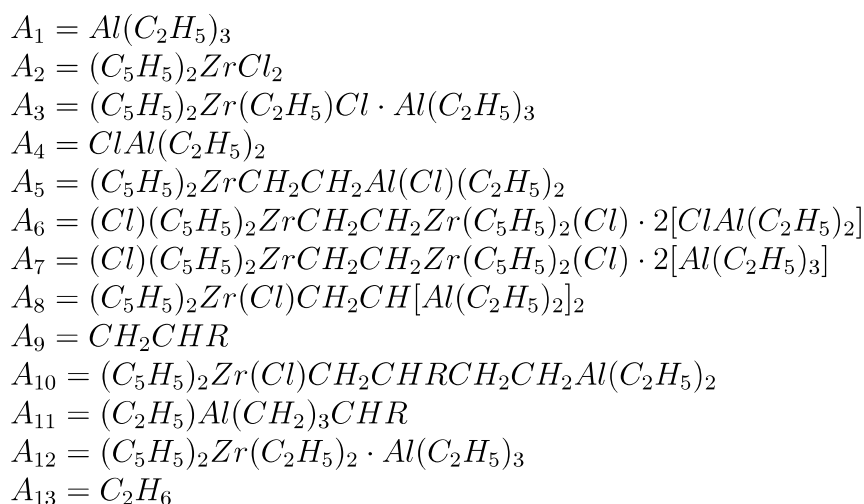 A₁ = Al(C₂H₅)₃
A₂ = (C₅H₅)₂ZrCl₂
A₃ = (C₅H₅)₂Zr(C₂H₅)Cl · Al(C₂H₅)₃
A₄ = ClAl(C₂H₅)₂
A₅ = (C₅H₅)₂ZrCH₂CH₂Al(Cl)(C₂H₅)₂
A₆ = (Cl)(C₅H₅)₂ZrCH₂CH₂Zr(C₅H₅)₂(Cl) · 2[ClAl(C₂H₅)₂]
A₇ = (Cl)(C₅H₅)₂ZrCH₂CH₂Zr(C₅H₅)₂(Cl) · 2[Al(C₂H₅)₃]
A₈ = (C₅H₅)₂Zr(Cl)CH₂CH[Al(C₂H₅)₂]₂
A₉ = CH₂CHR
A₁₀ = (C₅H₅)₂Zr(Cl)CH₂CHRCH₂CH₂Al(C₂H₅)₂
A₁₁ = (C₂H₅)Al(CH₂)₃CHR
A₁₂ = (C₅H₅)₂Zr(C₂H₅)₂ · Al(C₂H₅)₃
A₁₃ = C₂H₆